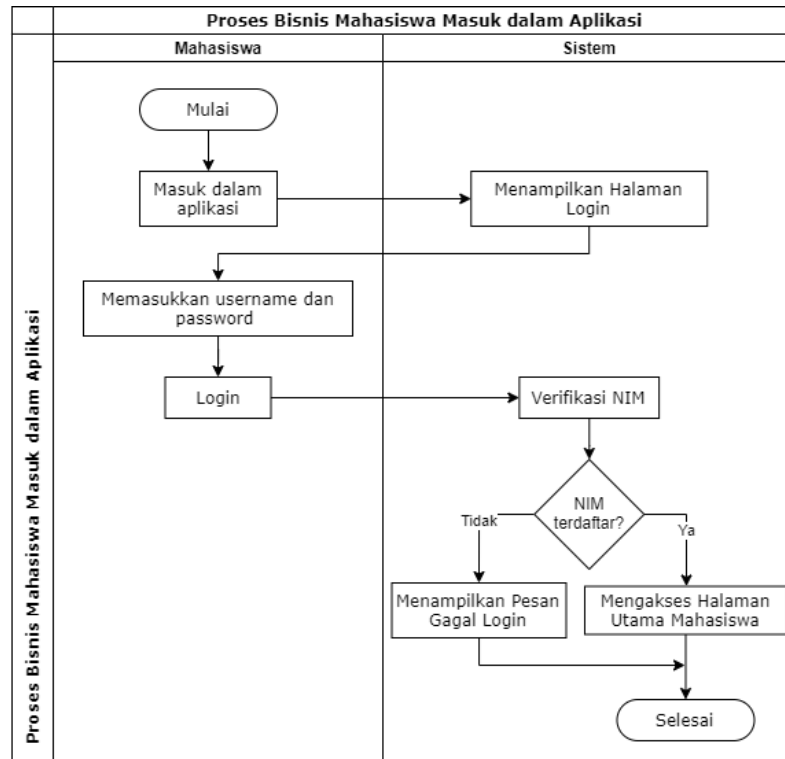 Proses Bisnis Mahasiswa Masuk dalam Aplikasi
Mahasiswa
Sistem
Proses Bisnis Mahasiswa Masuk dalam Aplikasi
Mulai
Masuk dalam
aplikasi
Menampilkan Halaman
Login
Memasukkan username dan
password
Login
Verifikasi NIM
NIM
terdaftar?
Tidak
Ya
Menampilkan Pesan
Gagal Login
Mengakses Halaman
Utama Mahasiswa
Selesai